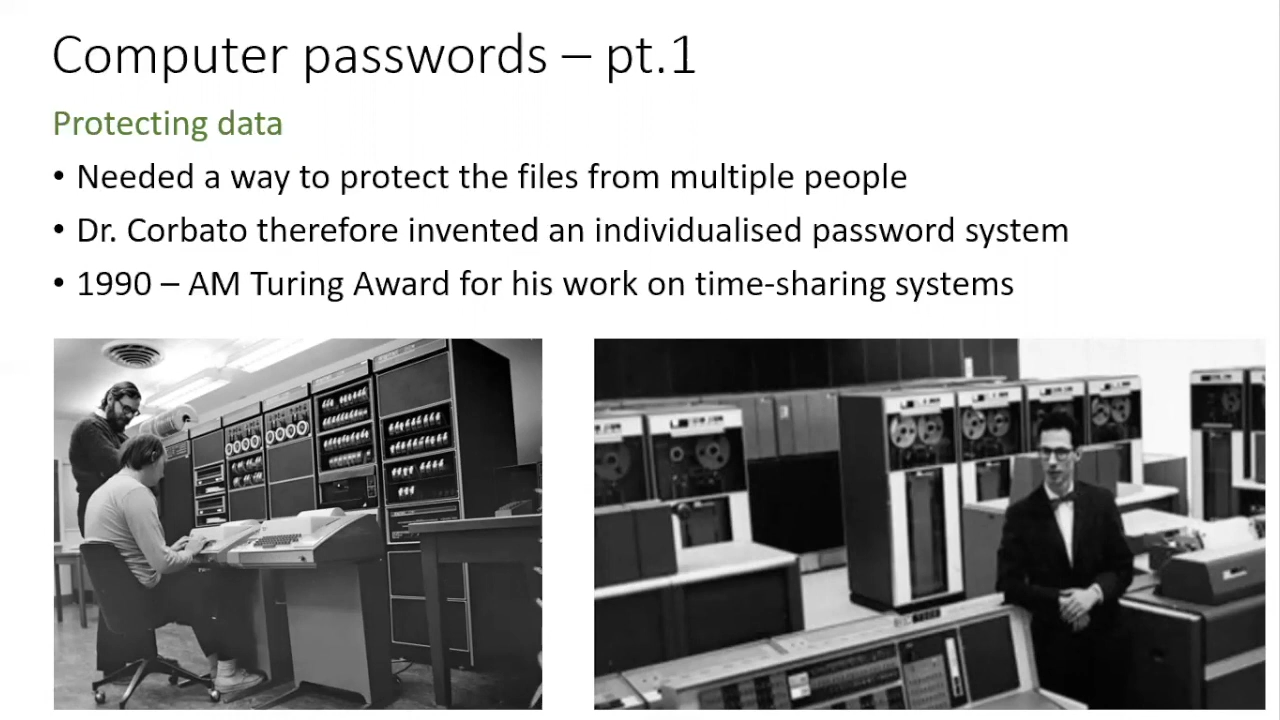 Computer passwords – pt.1
Protecting data
• Needed a way to protect the files from multiple people
• Dr. Corbato therefore invented an individualised password system
• 1990 – AM Turing Award for his work on time-sharing systems